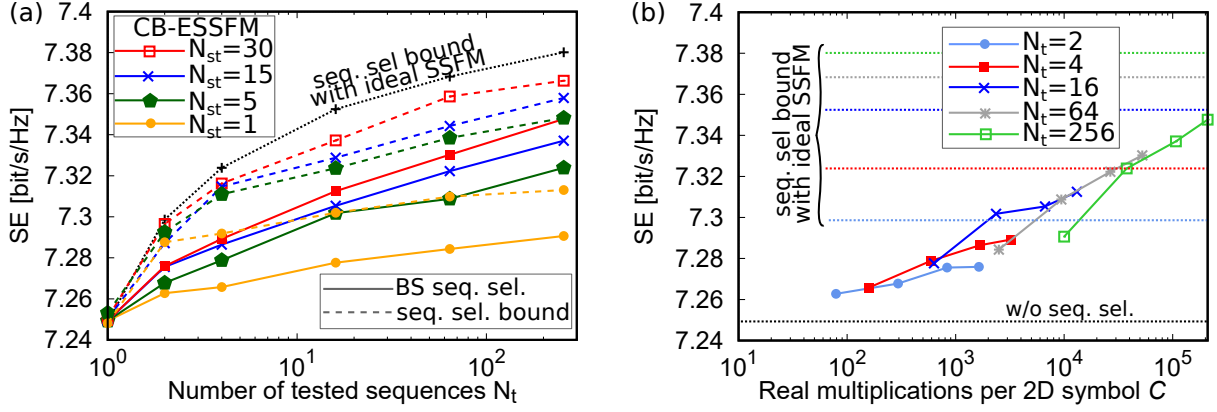 (a)
SE [bit/s/Hz]
7.38
7.36
7.34
7.32
7.3
7.28
7.26
7.24
CB-ESSFM
N_st=30
N_st=15
N_st=5
N_st=1
seq. sel bound
with ideal SSFM
BS seq. sel.
seq. sel. bound
10^0
10^1
10^2
Number of tested sequences N_t
(b)
SE [bit/s/Hz]
7.38
7.36
7.34
7.32
7.3
7.28
7.26
7.24
seq. sel bound
with ideal SSFM
N_t=2
N_t=4
N_t=16
N_t=64
N_t=256
w/o seq. sel.
10^1
10^2
10^3
10^4
10^5
Real multiplications per 2D symbol C